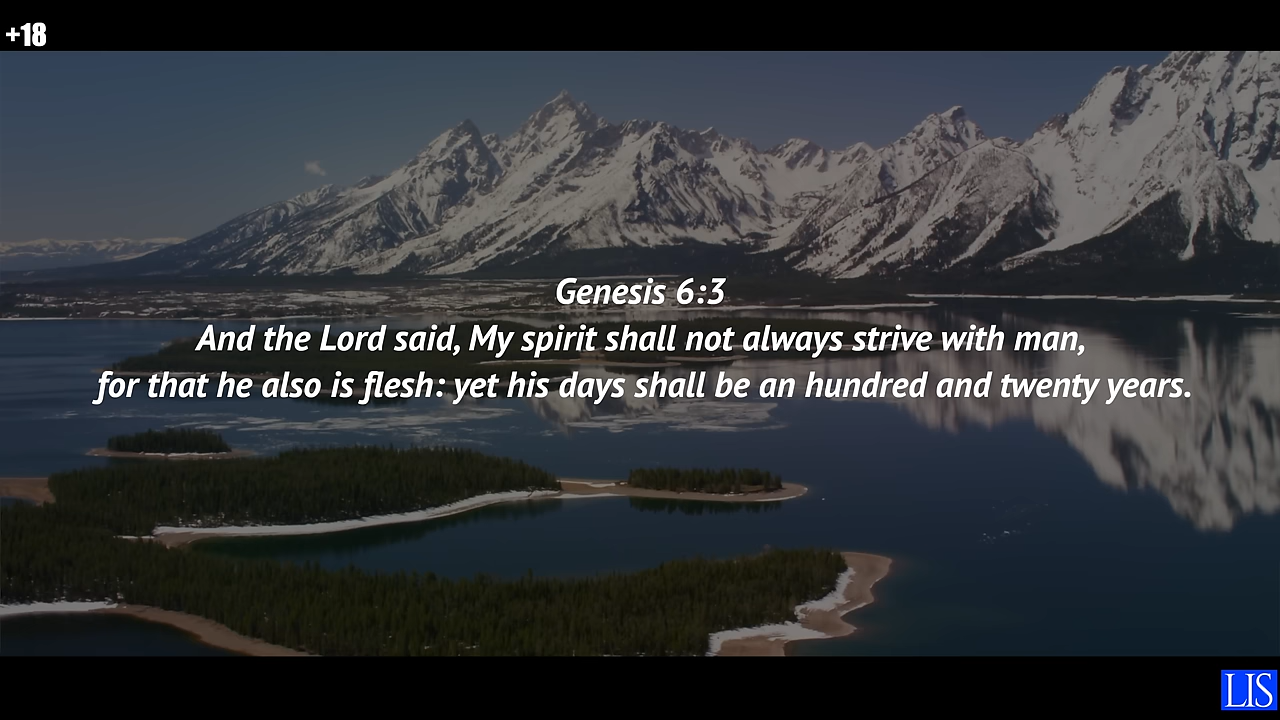 +18
Genesis 6:3
And the Lord said, My spirit shall not always strive with man,
for that he also is flesh: yet his days shall be an hundred and twenty years.
LIS